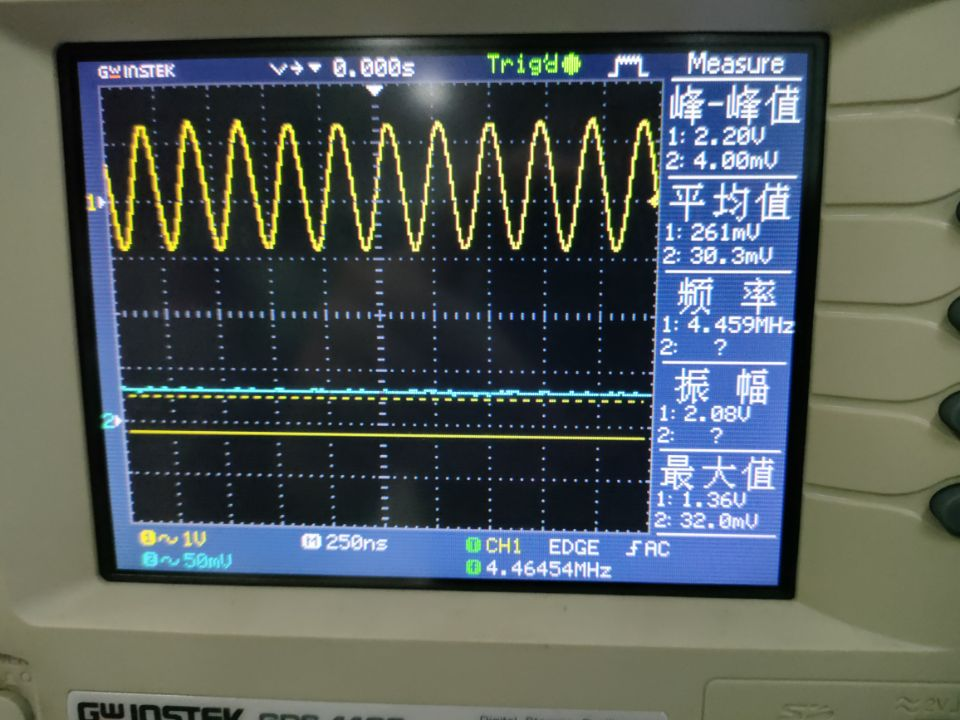 GW INSTEK 0.000s Trig'd Measure
峰-峰值
1: 2.20V
2: 4.00mV
平均值
1: 261mV
2: 30.3mV
频 率
1: 4.459MHz
2: ?
振 幅
1: 2.08V
2: ?
最大值
1: 1.36V
2: 32.0mV
1
2
1 ~ 1V M 250ns CH1 EDGE AC
2 ~ 50mV 4.46454MHz
GW INSTEK